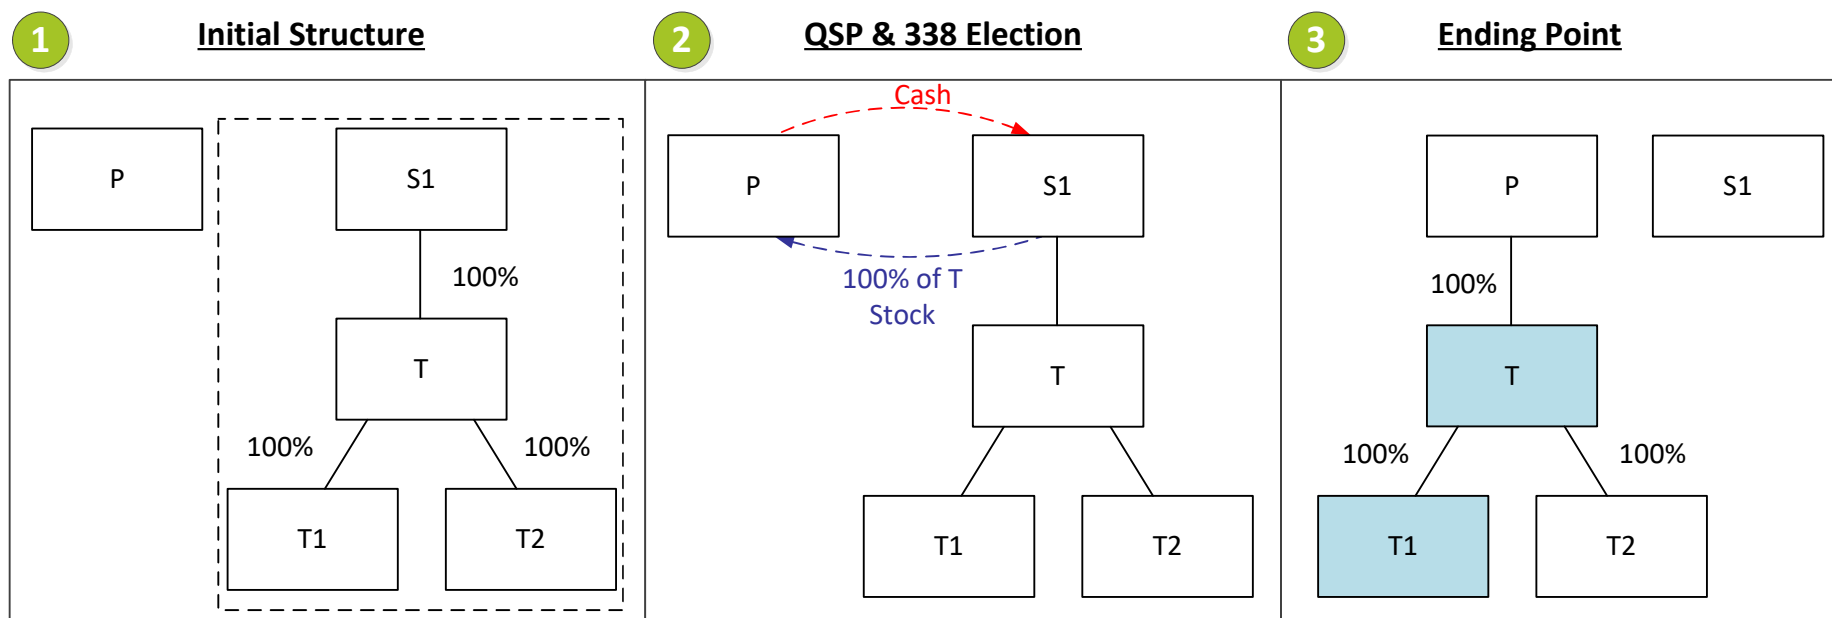 1
Initial Structure
P
S1
100%
T
100%
100%
T1
T2
2
QSP & 338 Election
Cash
P
S1
100% of T
Stock
T
T1
T2
3
Ending Point
P
S1
100%
T
100%
100%
T1
T2